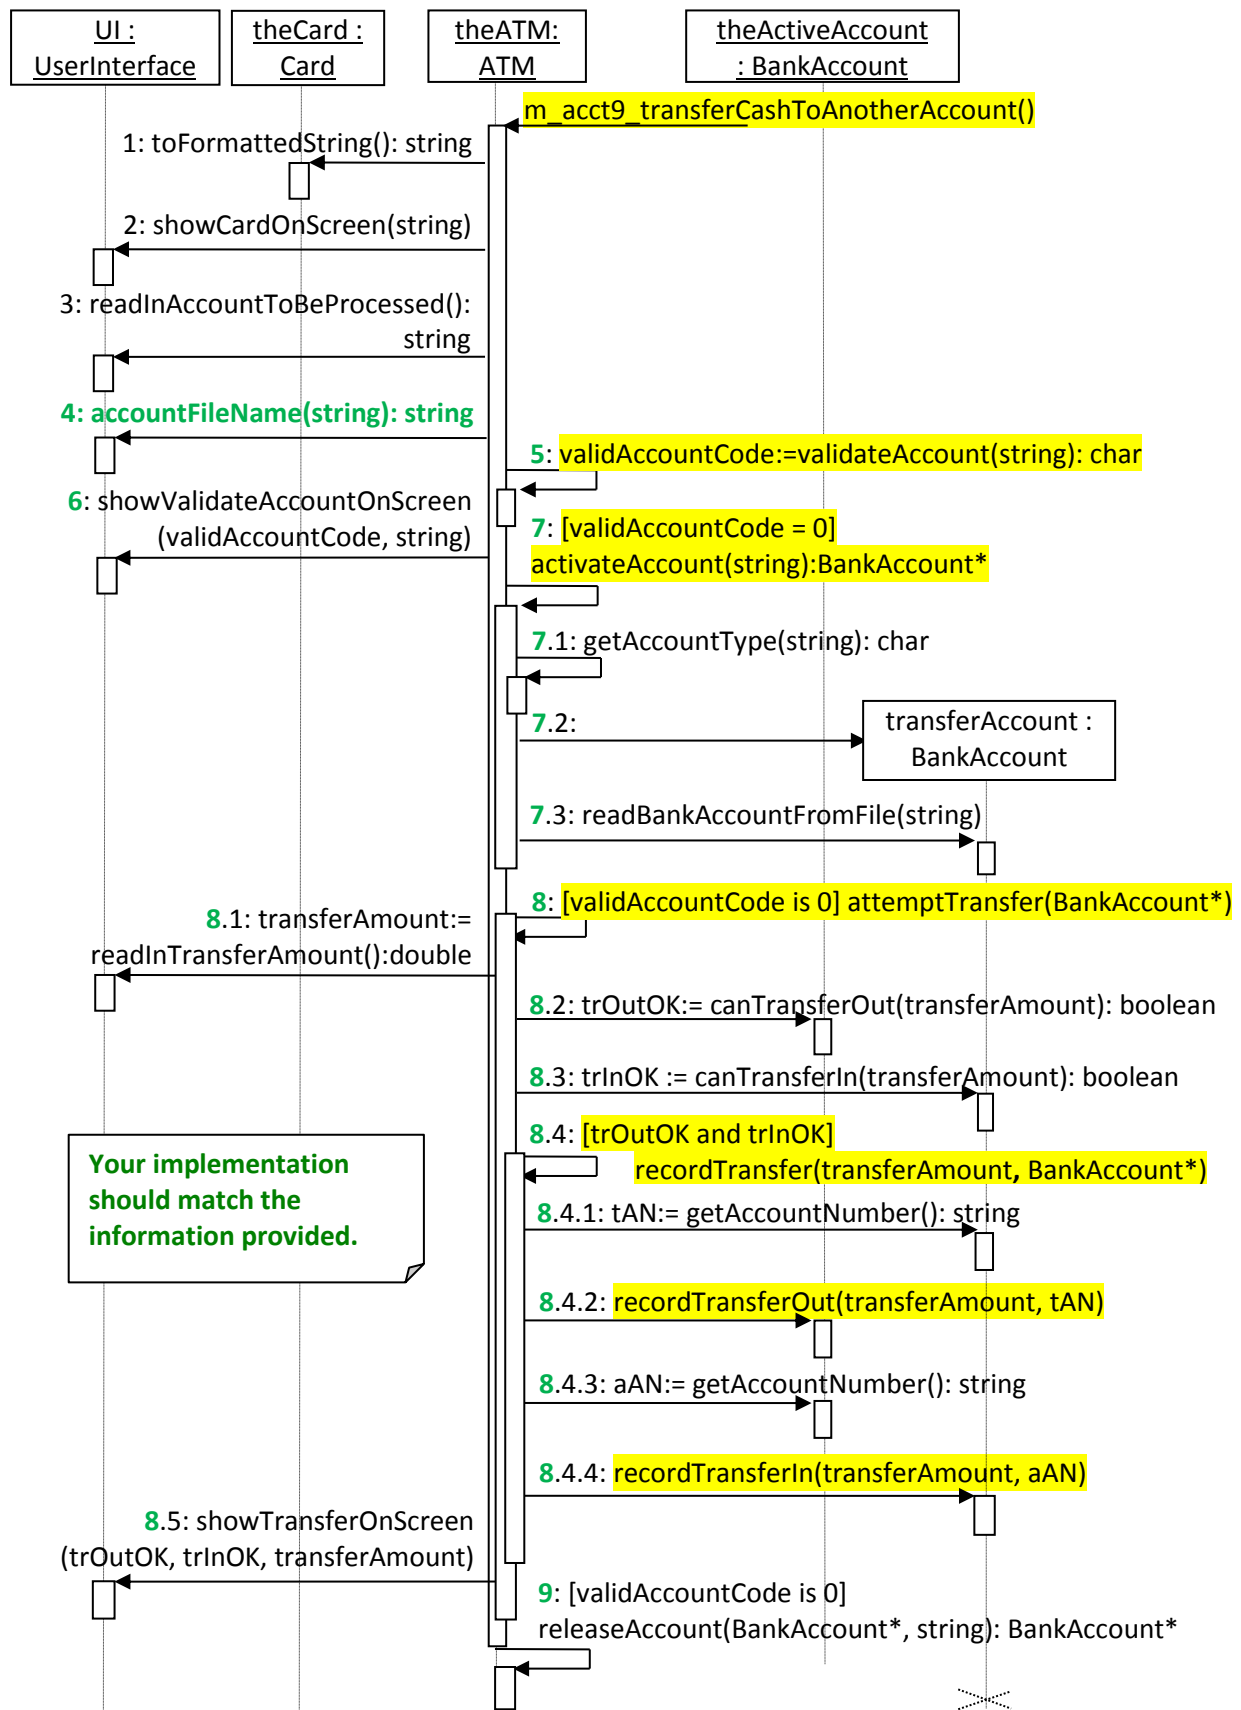 UI :
UserInterface
theCard :
Card
theATM:
ATM
theActiveAccount
: BankAccount
m_acct9_transferCashToAnotherAccount()
1: toFormattedString(): string
2: showCardOnScreen(string)
3: readInAccountToBeProcessed():
string
4: accountFileName(string): string
5: validAccountCode:=validateAccount(string): char
6: showValidateAccountOnScreen
(validAccountCode, string)
7: [validAccountCode = 0]
activateAccount(string):BankAccount*
7.1: getAccountType(string): char
7.2:
transferAccount :
BankAccount
7.3: readBankAccountFromFile(string)
8: [validAccountCode is 0] attemptTransfer(BankAccount*)
8.1: transferAmount:=
readInTransferAmount():double
8.2: trOutOK:= canTransferOut(transferAmount): boolean
8.3: trInOK := canTransferIn(transferAmount): boolean
8.4: [trOutOK and trInOK]
recordTransfer(transferAmount, BankAccount*)
Your implementation
should match the
information provided.
8.4.1: tAN:= getAccountNumber(): string
8.4.2: recordTransferOut(transferAmount, tAN)
8.4.3: aAN:= getAccountNumber(): string
8.4.4: recordTransferIn(transferAmount, aAN)
8.5: showTransferOnScreen
(trOutOK, trInOK, transferAmount)
9: [validAccountCode is 0]
releaseAccount(BankAccount*, string): BankAccount*